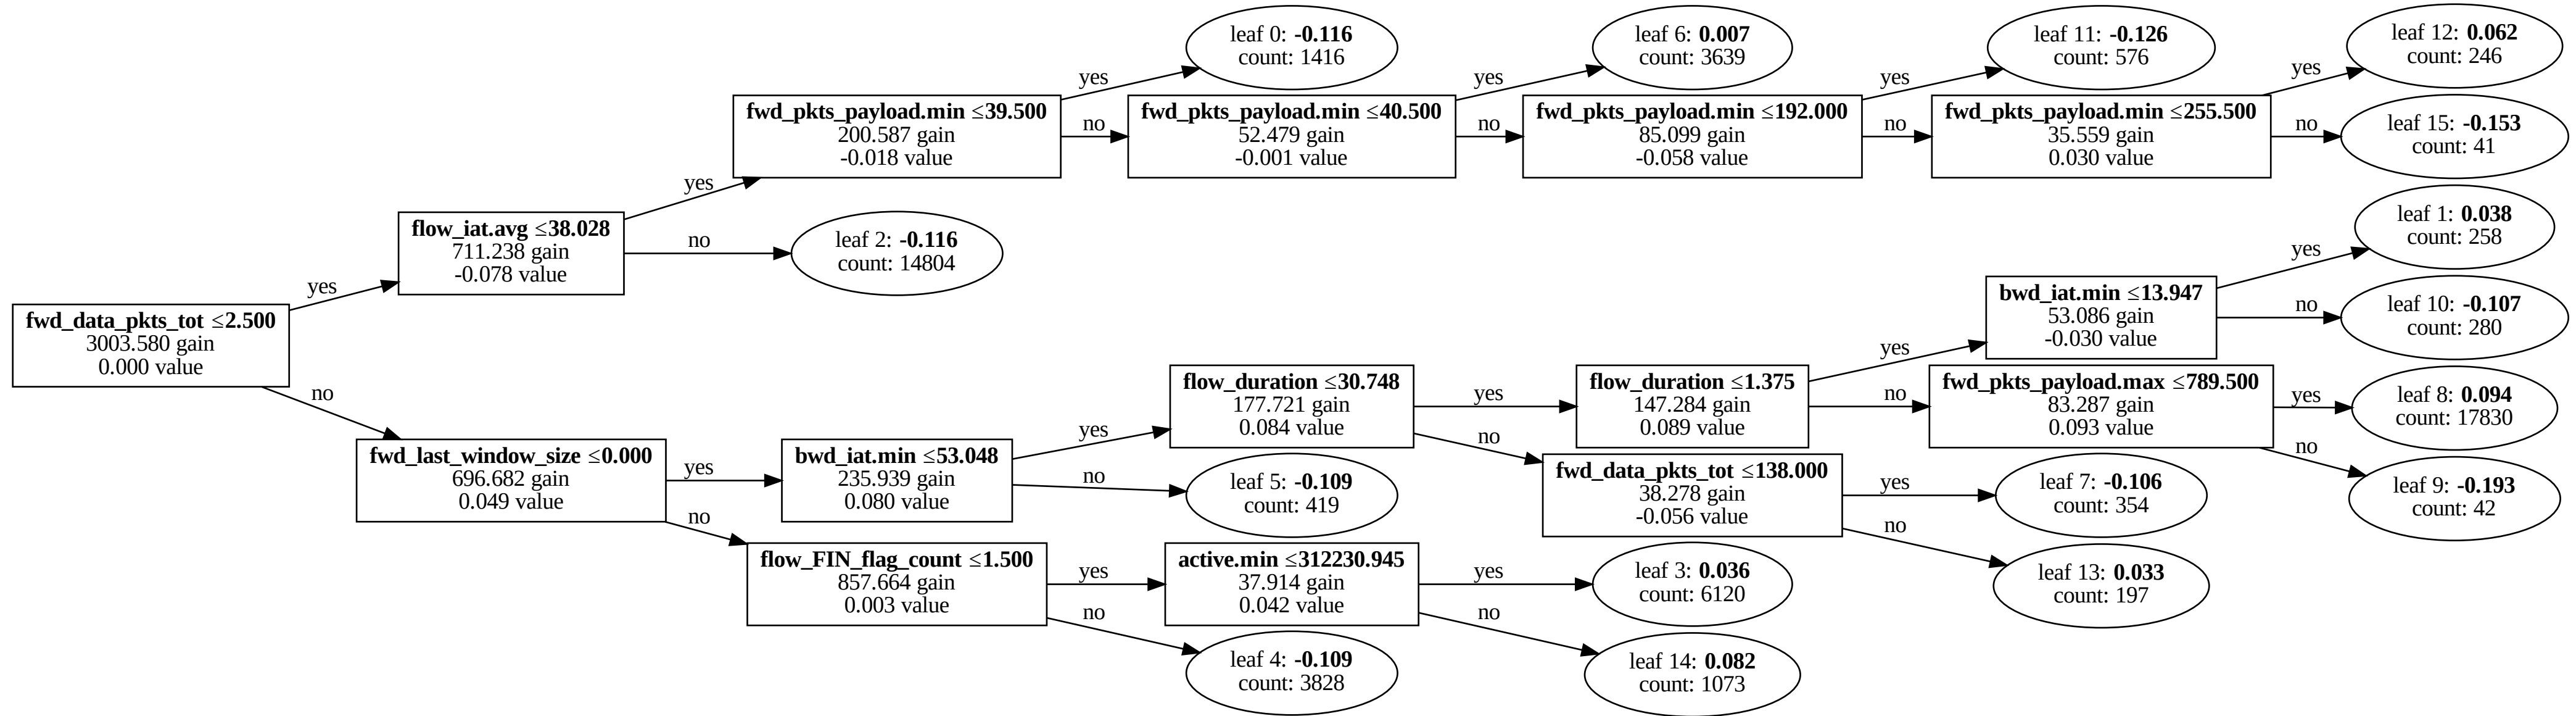 fwd_data_pkts_tot ≤2.500
3003.580 gain
0.000 value
yes
no
flow_iat.avg ≤38.028
711.238 gain
-0.078 value
yes
no
fwd_pkts_payload.min ≤39.500
200.587 gain
-0.018 value
yes
no
leaf 0: -0.116
count: 1416
fwd_pkts_payload.min ≤40.500
52.479 gain
-0.001 value
yes
no
leaf 6: 0.007
count: 3639
fwd_pkts_payload.min ≤192.000
85.099 gain
-0.058 value
yes
no
leaf 11: -0.126
count: 576
fwd_pkts_payload.min ≤255.500
35.559 gain
0.030 value
yes
no
leaf 12: 0.062
count: 246
leaf 15: -0.153
count: 41
leaf 2: -0.116
count: 14804
fwd_last_window_size ≤0.000
696.682 gain
0.049 value
yes
no
bwd_iat.min ≤53.048
235.939 gain
0.080 value
yes
no
flow_duration ≤30.748
177.721 gain
0.084 value
yes
no
flow_duration ≤1.375
147.284 gain
0.089 value
yes
no
bwd_iat.min ≤13.947
53.086 gain
-0.030 value
yes
no
leaf 1: 0.038
count: 258
leaf 10: -0.107
count: 280
fwd_pkts_payload.max ≤789.500
83.287 gain
0.093 value
yes
no
leaf 8: 0.094
count: 17830
leaf 9: -0.193
count: 42
fwd_data_pkts_tot ≤138.000
38.278 gain
-0.056 value
yes
no
leaf 7: -0.106
count: 354
leaf 13: 0.033
count: 197
leaf 5: -0.109
count: 419
flow_FIN_flag_count ≤1.500
857.664 gain
0.003 value
yes
no
active.min ≤312230.945
37.914 gain
0.042 value
yes
no
leaf 3: 0.036
count: 6120
leaf 14: 0.082
count: 1073
leaf 4: -0.109
count: 3828